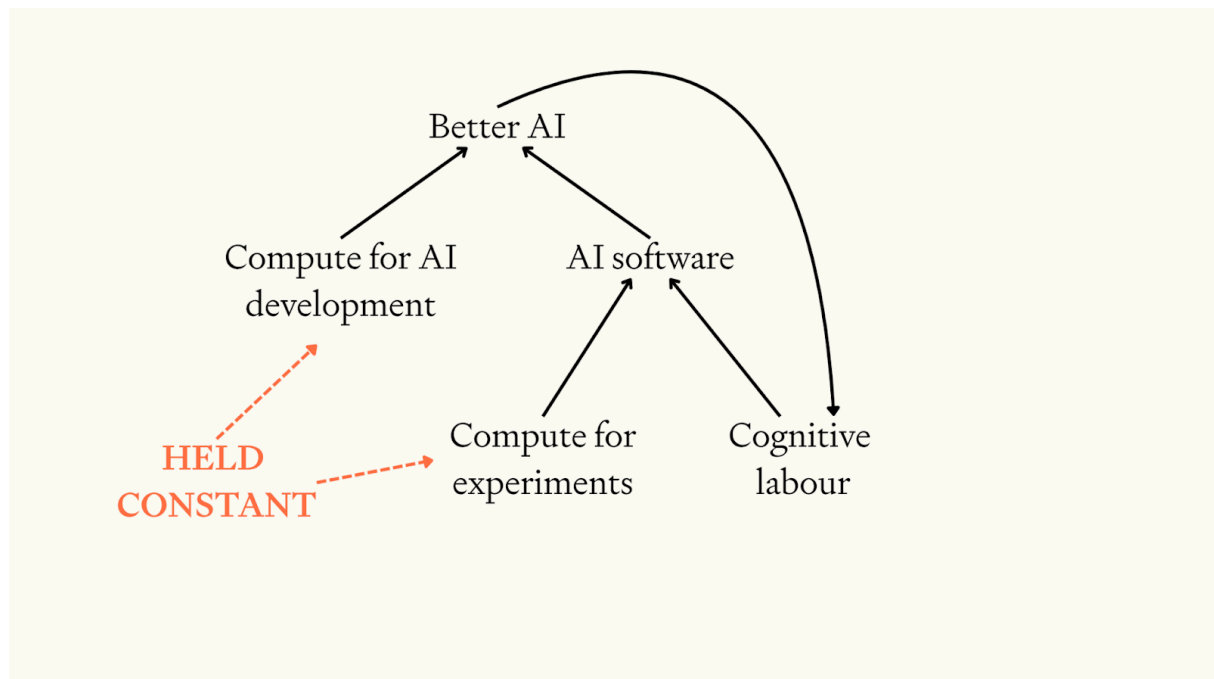 Better AI
Compute for AI
development
AI software
HELD
CONSTANT
Compute for
experiments
Cognitive
labour